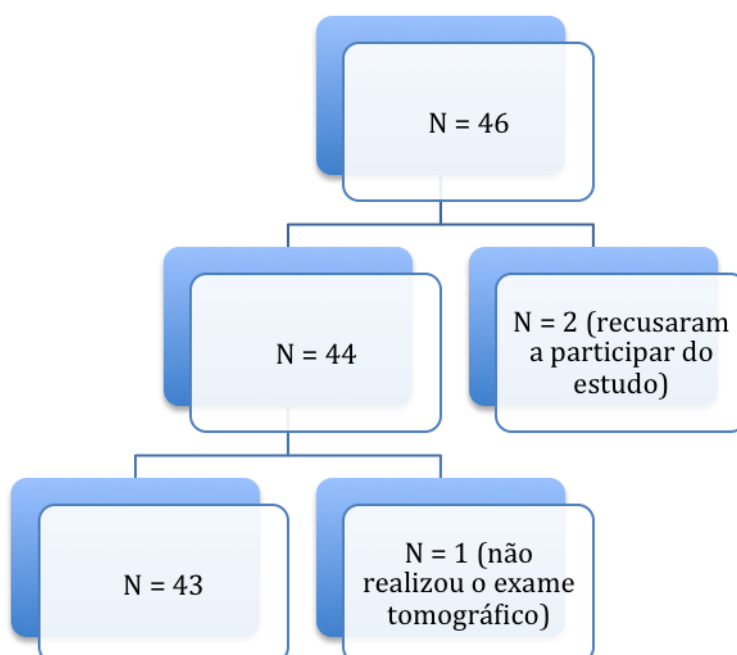 N = 46
N = 44
N = 2 (recusaram
a participar do
estudo)
N = 43
N = 1 (não
realizou o exame
tomográfico)